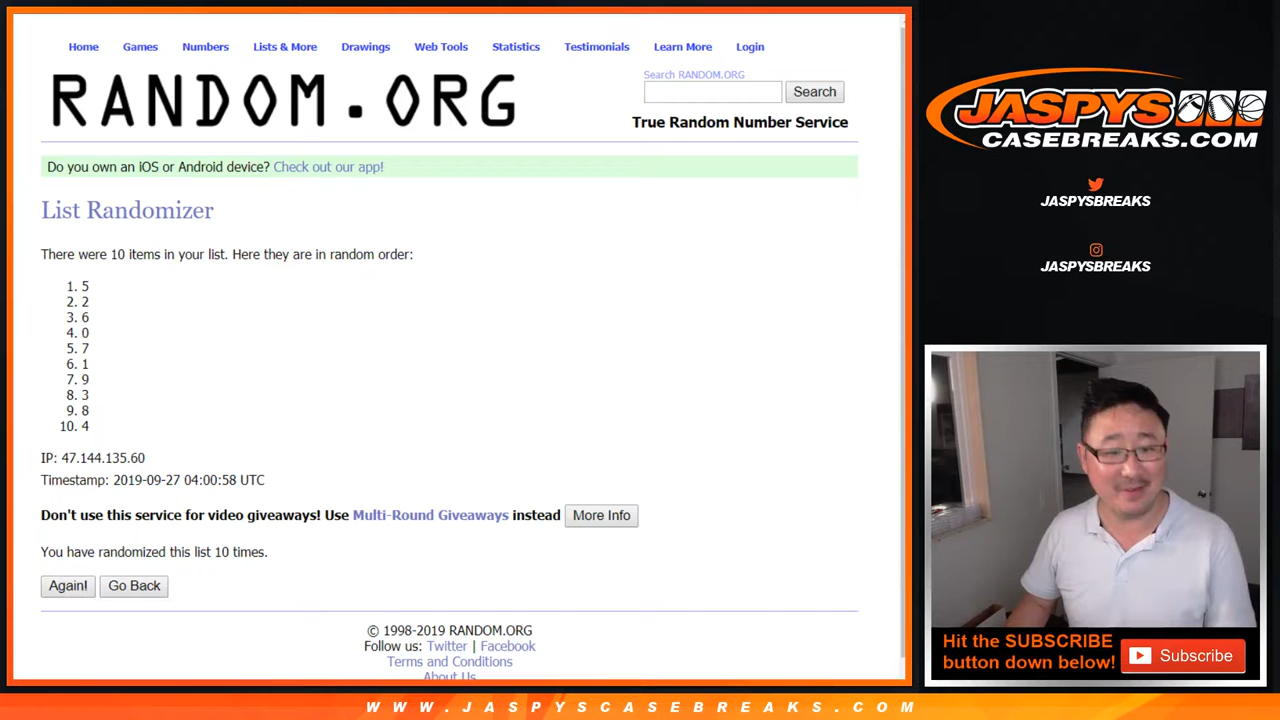 Home Games Numbers Lists & More Drawings Web Tools Statistics Testimonials Learn More Login
RANDOM.ORG
Search RANDOM.ORG
Search
True Random Number Service
Do you own an iOS or Android device? Check out our app!
List Randomizer
There were 10 items in your list. Here they are in random order:
1. 5
2. 2
3. 6
4. 0
5. 7
6. 1
7. 9
8. 3
9. 8
10. 4
IP: 47.144.135.60
Timestamp: 2019-09-27 04:00:58 UTC
Don't use this service for video giveaways! Use Multi-Round Giveaways instead More Info
You have randomized this list 10 times.
Again! Go Back
© 1998-2019 RANDOM.ORG
Follow us: Twitter | Facebook
Terms and Conditions
About Us
JASPYS
CASEBREAKS.COM
JASPYSBREAKS
JASPYSBREAKS
Hit the SUBSCRIBE
button down below!
Subscribe
WWW.JASPYSCASEBREAKS.COM